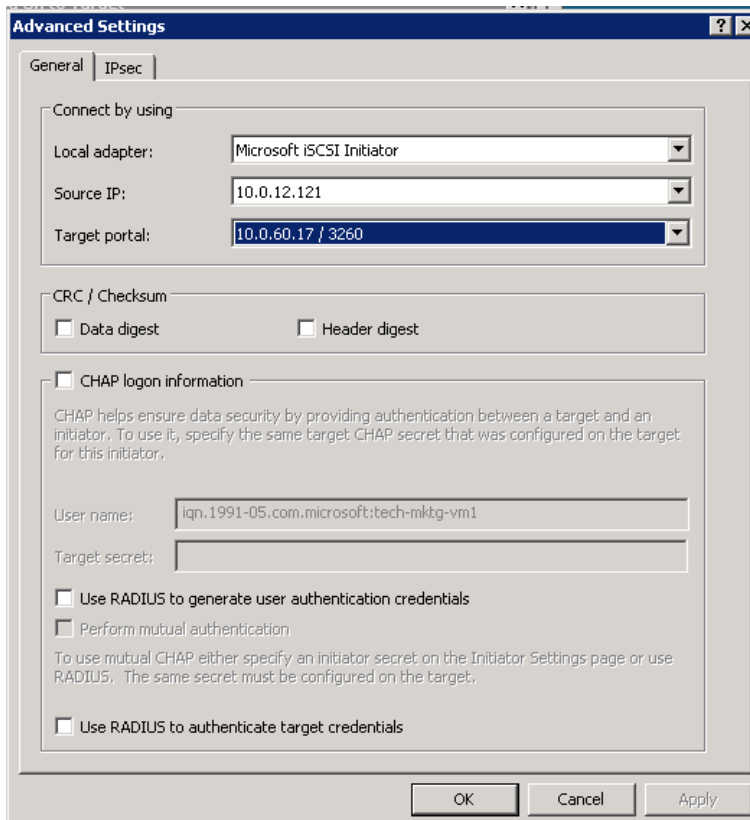 Advanced Settings
General
IPsec
Connect by using
Local adapter:
Microsoft iSCSI Initiator
Source IP:
10.0.12.121
Target portal:
10.0.60.17 / 3260
CRC / Checksum
Data digest
Header digest
CHAP logon information
CHAP helps ensure data security by providing authentication between a target and an
initiator. To use it, specify the same target CHAP secret that was configured on the target
for this initiator.
User name:
iqn.1991-05.com.microsoft:tech-mktg-vm1
Target secret:
Use RADIUS to generate user authentication credentials
Perform mutual authentication
To use mutual CHAP either specify an initiator secret on the Initiator Settings page or use
RADIUS. The same secret must be configured on the target.
Use RADIUS to authenticate target credentials
OK
Cancel
Apply